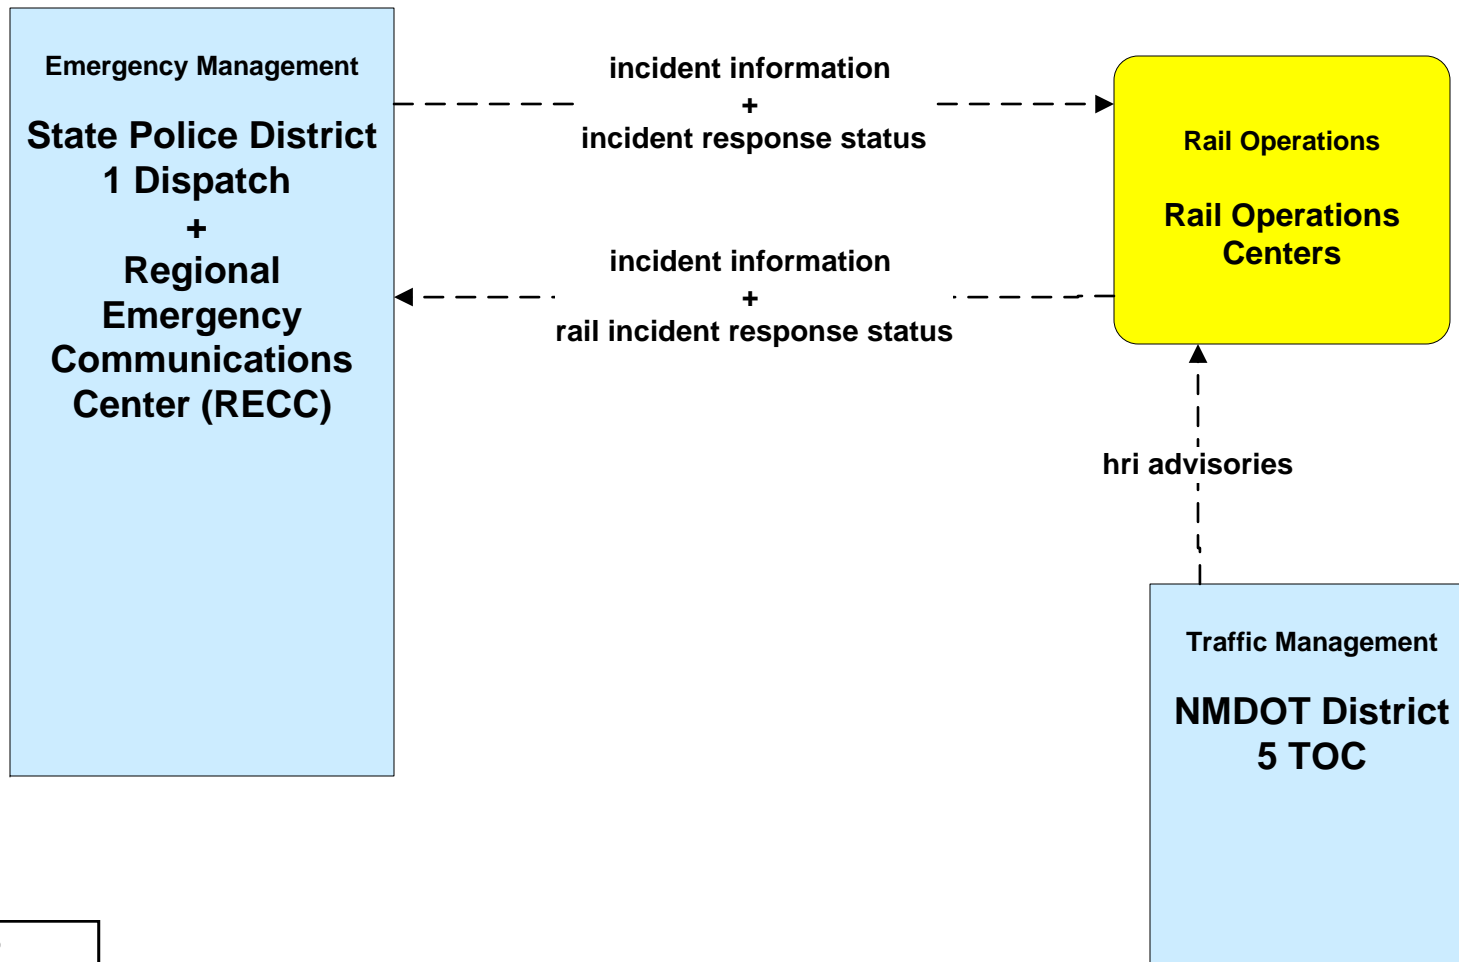 Emergency Management
State Police District
1 Dispatch
+
Regional
Emergency
Communications
Center (RECC)
incident information
+
incident response status
incident information
+
rail incident response status
Rail Operations
Rail Operations
Centers
hri advisories
Traffic Management
NMDOT District
5 TOC